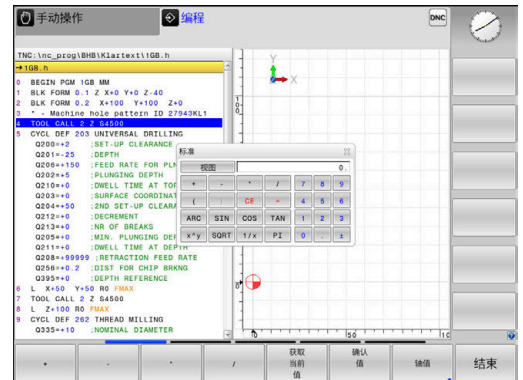 手动操作
编程
DNC
TNC:\nc_prog\BHB\Klartext\1GB.h
→1GB.h
0 BEGIN PGM 1GB MM
1 BLK FORM 0.1 Z X+0 Y+0 Z-40
2 BLK FORM 0.2 X+100 Y+100 Z+0
3 * - Machine hole pattern ID 27943KL1
4 TOOL CALL 2 Z S4500
5 CYCL DEF 203 UNIVERSAL DRILLING
Q200=+2 ;SET-UP CLEARANCE
Q201=-25 ;DEPTH
Q206=+150 ;FEED RATE FOR PLN
Q202=+5 ;PLUNGING DEPTH
Q210=+0 ;DWELL TIME AT TOP
Q203=+0 ;SURFACE COORDINAT
Q204=+50 ;2ND SET-UP CLEARA
Q212=+0 ;DECREMENT
Q213=+0 ;NR OF BREAKS
Q205=+0 ;MIN. PLUNGING DEP
Q211=+0 ;DWELL TIME AT DEPTH
Q208=+99999 ;RETRACTION FEED RATE
Q256=+0.2 ;DIST FOR CHIP BRKNG
Q395=+0 ;DEPTH REFERENCE
6 L X+50 Y+50 R0 FMAX
7 TOOL CALL 2 Z S4500
8 L Z+100 R0 FMAX
9 CYCL DEF 262 THREAD MILLING
Q335=+10 ;NOMINAL DIAMETER
Y
X
标准
视图 0.
+ - * / 7 8 9
( ) CE = 4 5 6
ARC SIN COS TAN 1 2 3
X^Y SQRT 1/X PI 0 . ±
0 50
+ - * / 获取当前值 确认值 轴值 结束